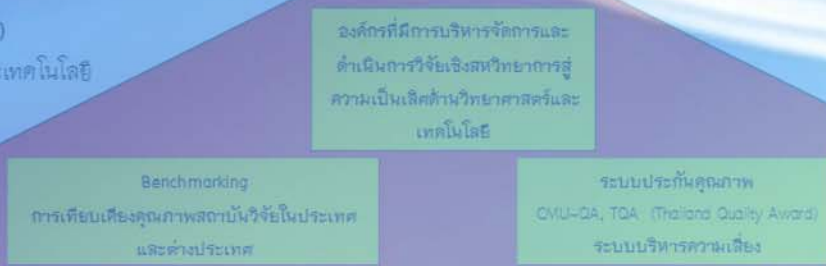 )
องค์กรที่มีการบริหารจัดการและ
ดำเนินการวิจัยเชิงสหวิทยาการสู่
ความเป็นเลิศด้านวิทยาศาสตร์และ
เทคโนโลยี
ะเทคโนโลยี
Benchmarking
การเทียบเคียงคุณภาพสถาบันวิจัยในประเทศ
และต่างประเทศ
ระบบประกันคุณภาพ
CMU-QA, TQA (Thailand Quality Award)
ระบบบริหารความเสี่ยง